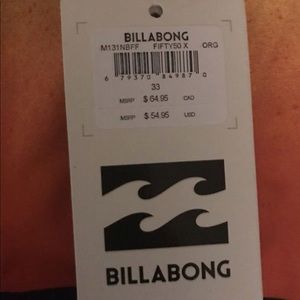 BILLABONG
M131NBFF FIFTY50 X ORG
6 79370 84987 0
33
MSRP $ 64.95 CAD
MSRP $ 54.95 USD
BILLABONG